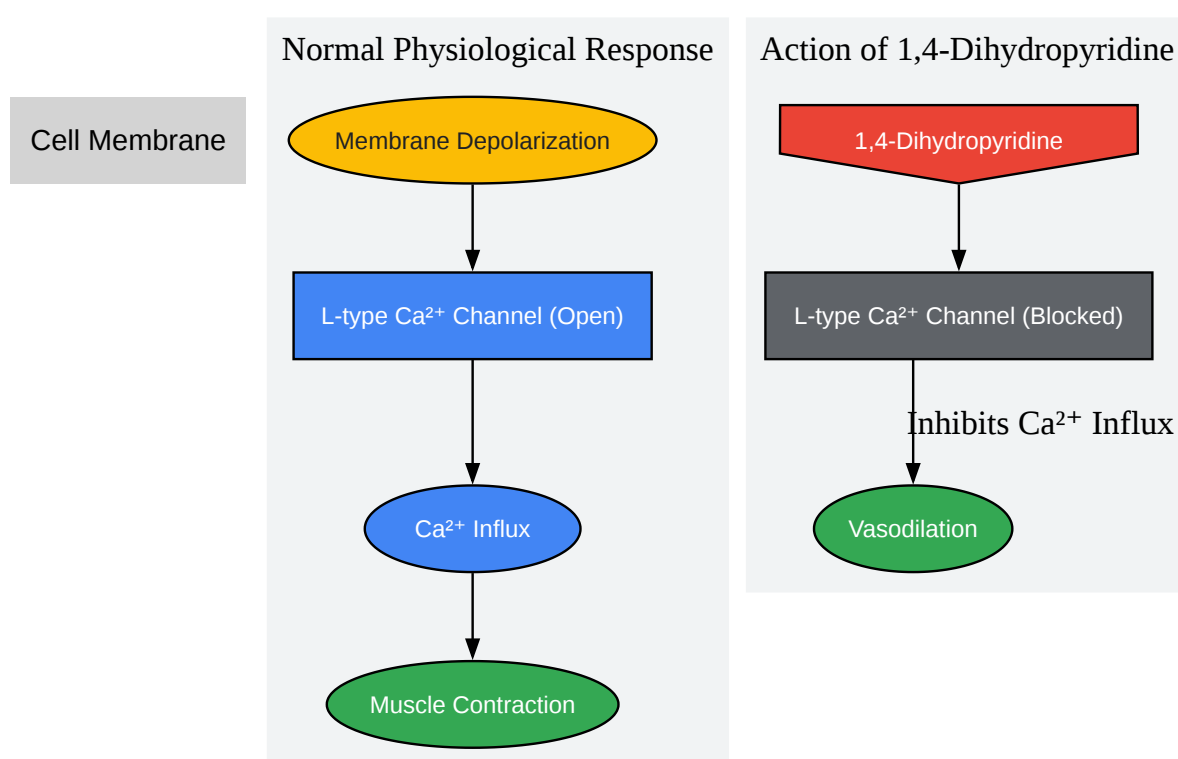 Normal Physiological Response
Action of 1,4-Dihydropyridine
Cell Membrane
Membrane Depolarization
1,4-Dihydropyridine
L-type Ca²⁺ Channel (Open)
L-type Ca²⁺ Channel (Blocked)
Inhibits Ca²⁺ Influx
Ca²⁺ Influx
Vasodilation
Muscle Contraction